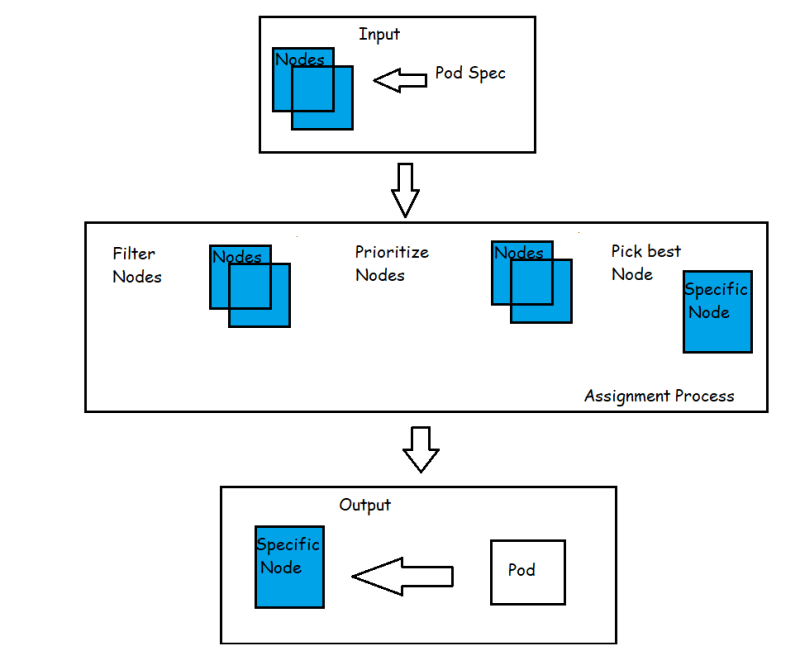 Input
Nodes
Pod Spec
Filter
Nodes
Nodes
Prioritize
Nodes
Nodes
Pick best
Node
Specific
Node
Assignment Process
Output
Specific
Node
Pod